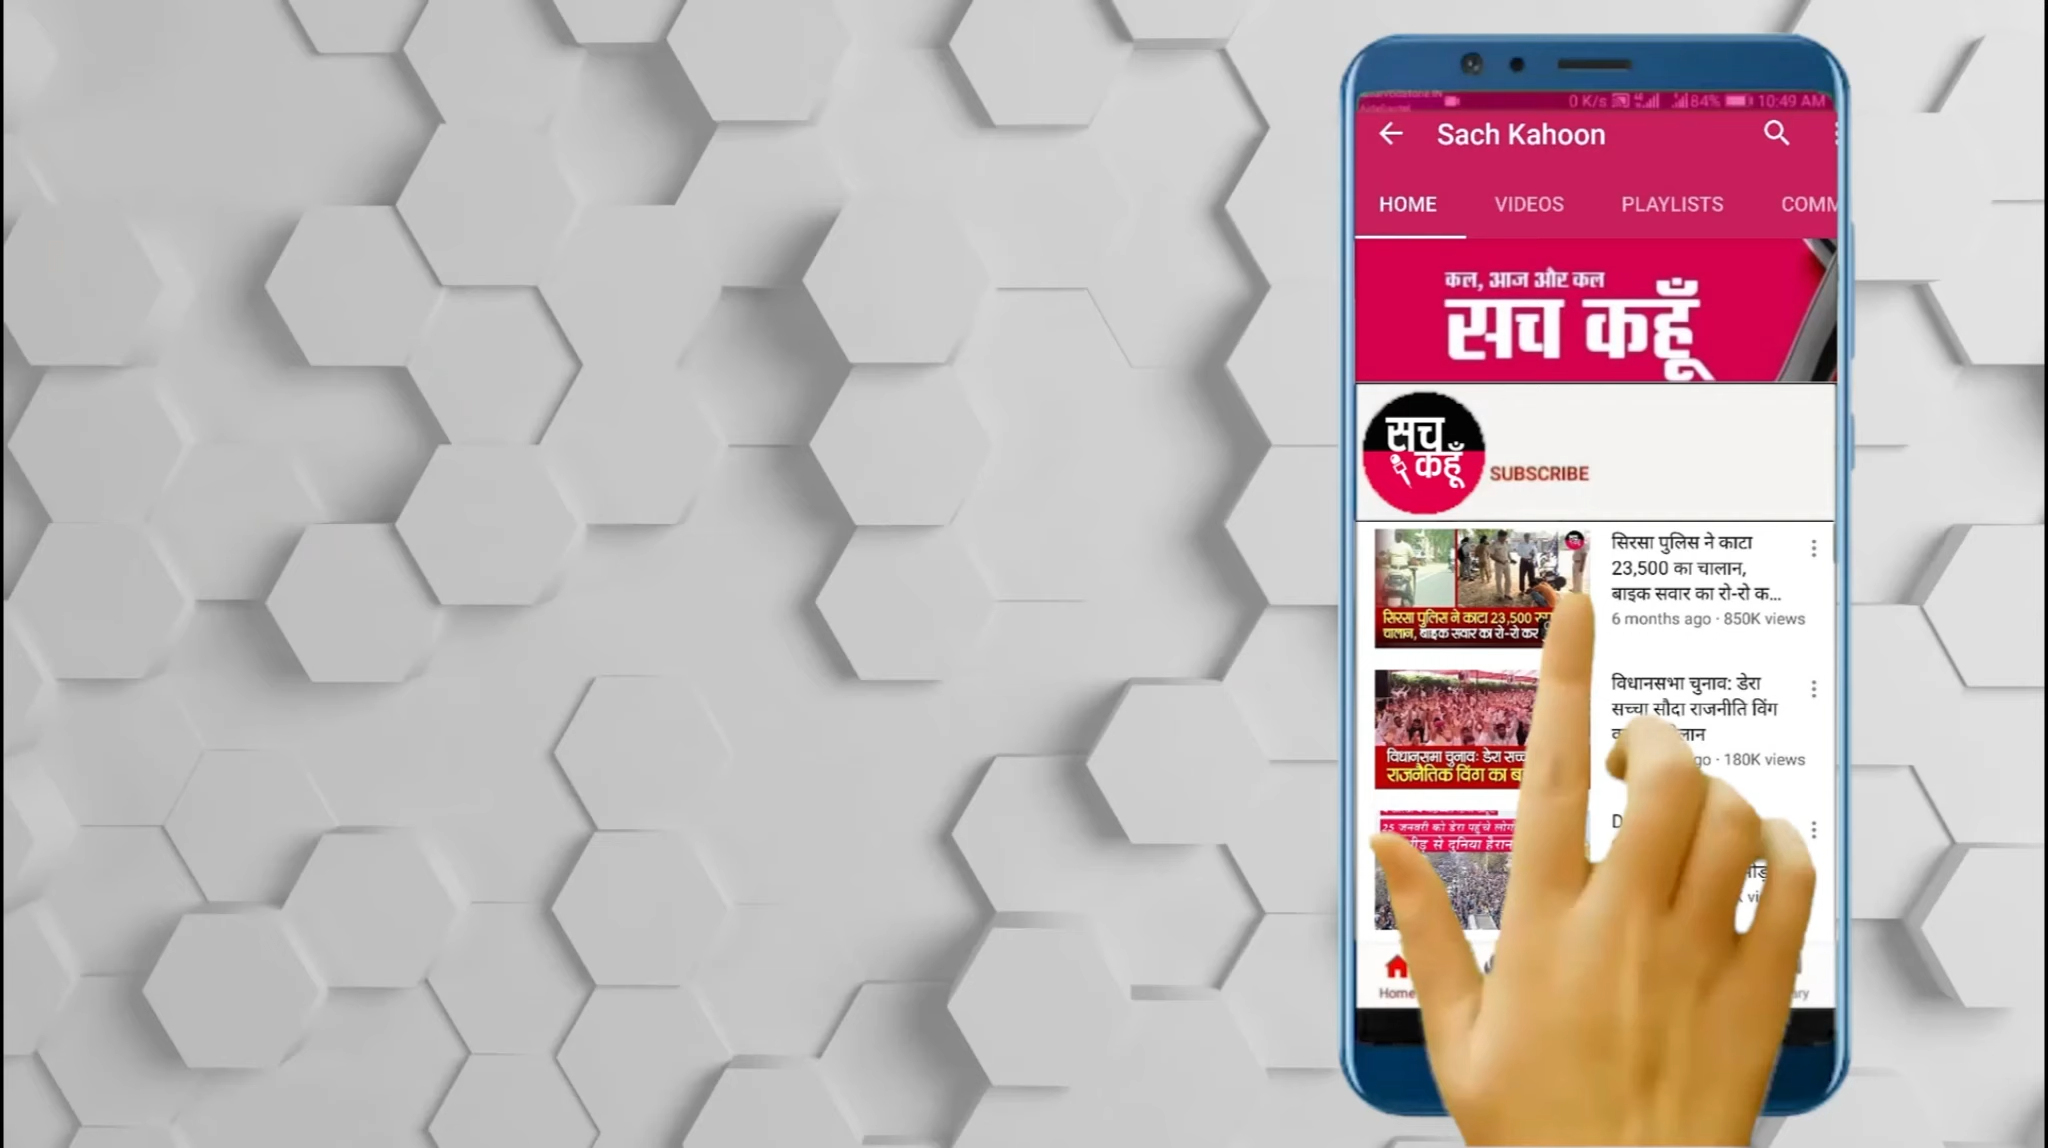 0 K/s 84% 10:49 AM
Sach Kahoon
HOME VIDEOS PLAYLISTS COMM
कल, आज और कल
सच कहूँ
सच
कहूँ
SUBSCRIBE
सिरसा पुलिस ने काटा 23,500
चालान, बाइक सवार का रो-रो कर
सिरसा पुलिस ने काटा
23,500 का चालान,
बाइक सवार का रो-रो क...
6 months ago · 850K views
विधानसभा चुनाव: डेरा
राजनैतिक विंग का
विधानसभा चुनाव: डेरा
सच्चा सौदा राजनीति विंग
180K views
25 जनवरी को डेरा पहुंचे लोग
से दुनिया हैरान
Home